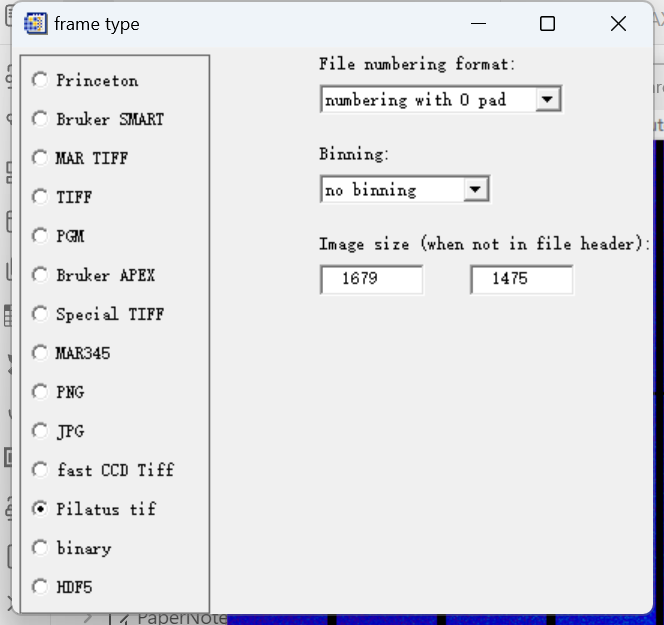 frame type
Princeton
Bruker SMART
MAR TIFF
TIFF
PGM
Bruker APEX
Special TIFF
MAR345
PNG
JPG
fast CCD Tiff
Pilatus tif
binary
HDF5
File numbering format:
numbering with 0 pad
Binning:
no binning
Image size (when not in file header):
1679 1475
PaperNote